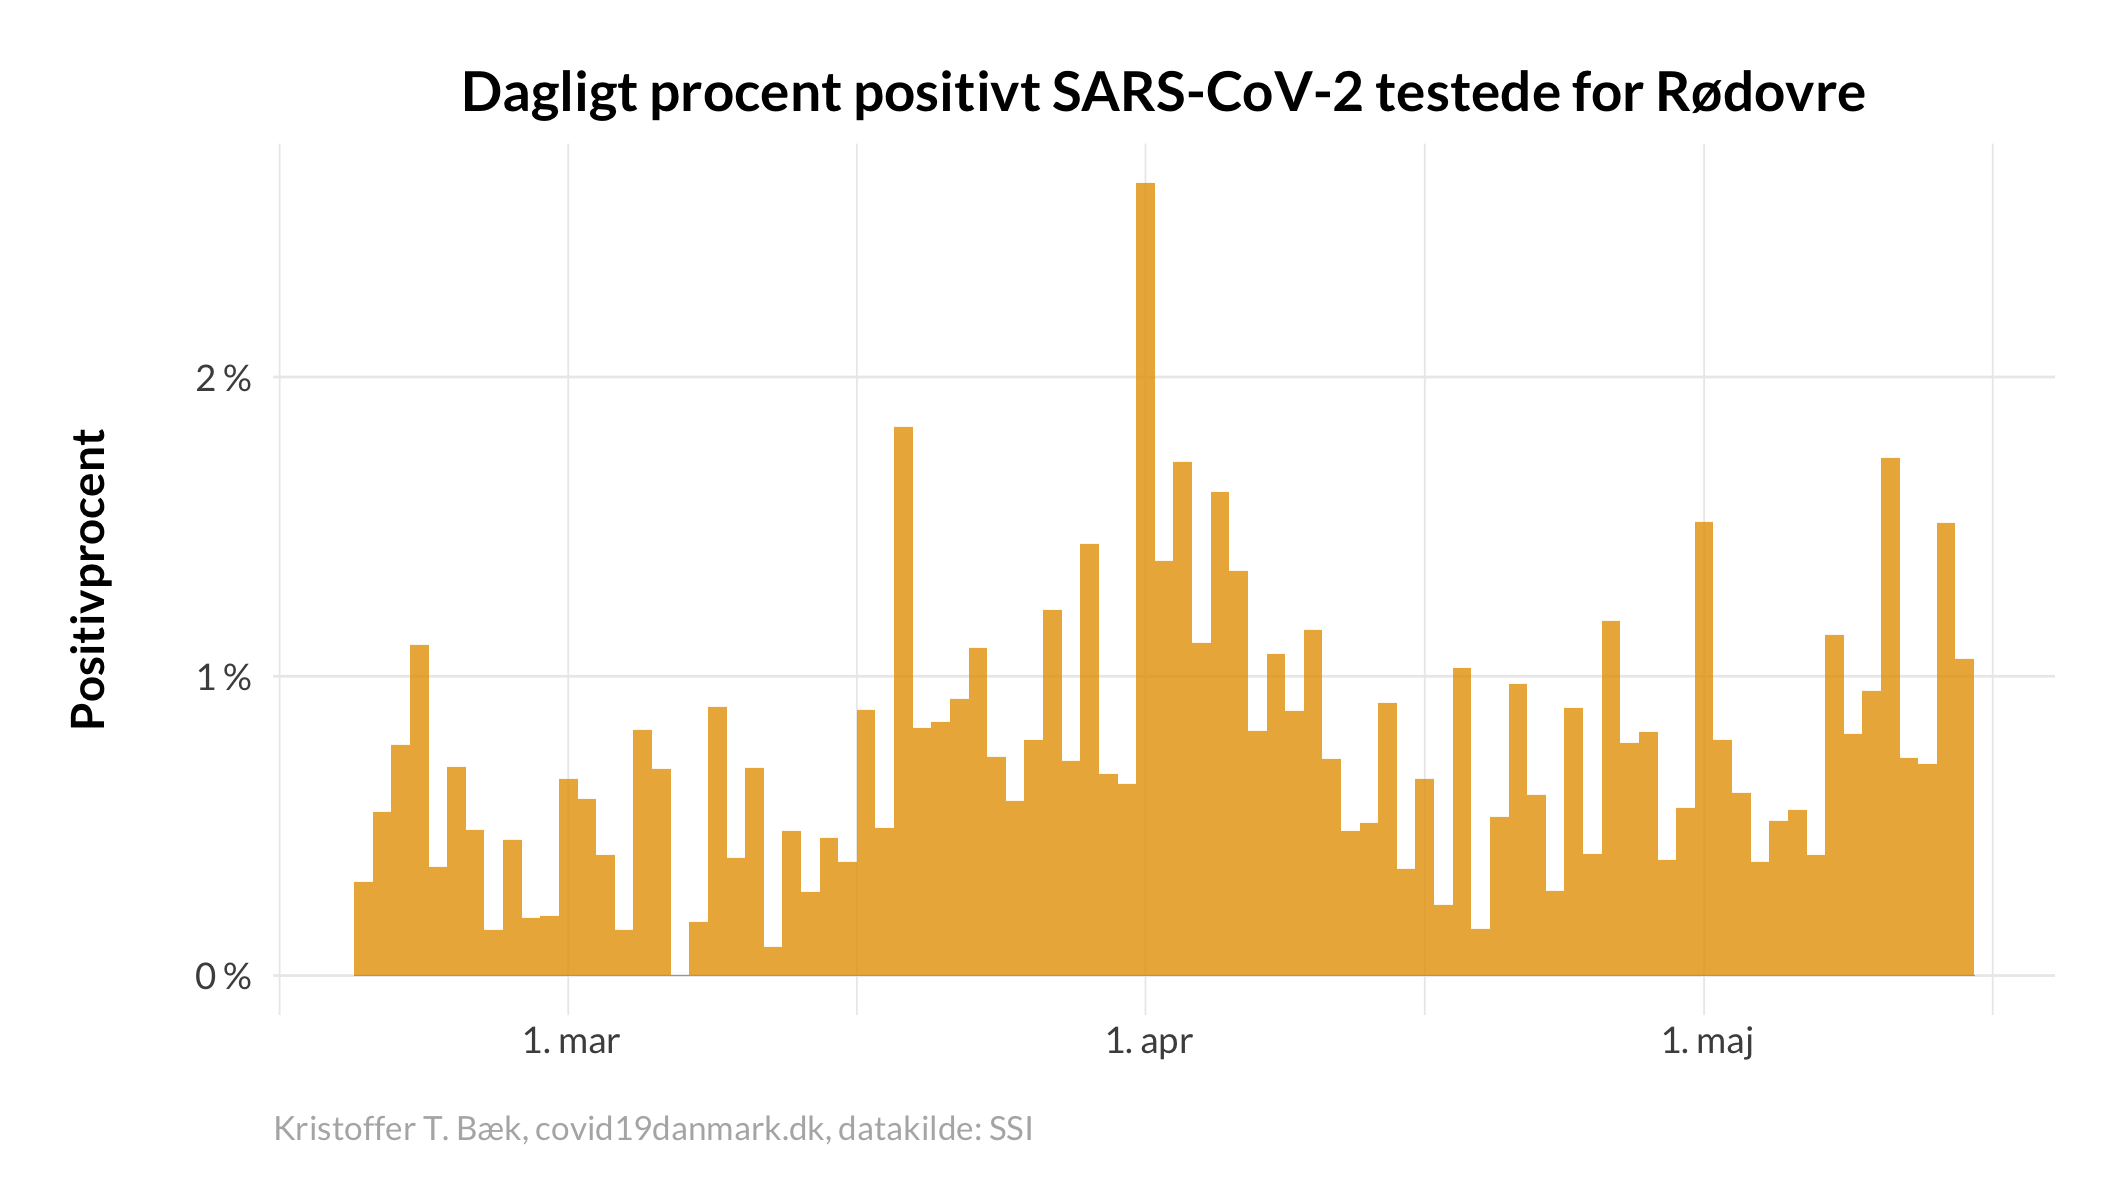 Dagligt procent positivt SARS-CoV-2 testede for Rødovre
Positivprocent
2 %
1 %
0 %
1. mar
1. apr
1. maj
Kristoffer T. Bæk, covid19danmark.dk, datakilde: SSI